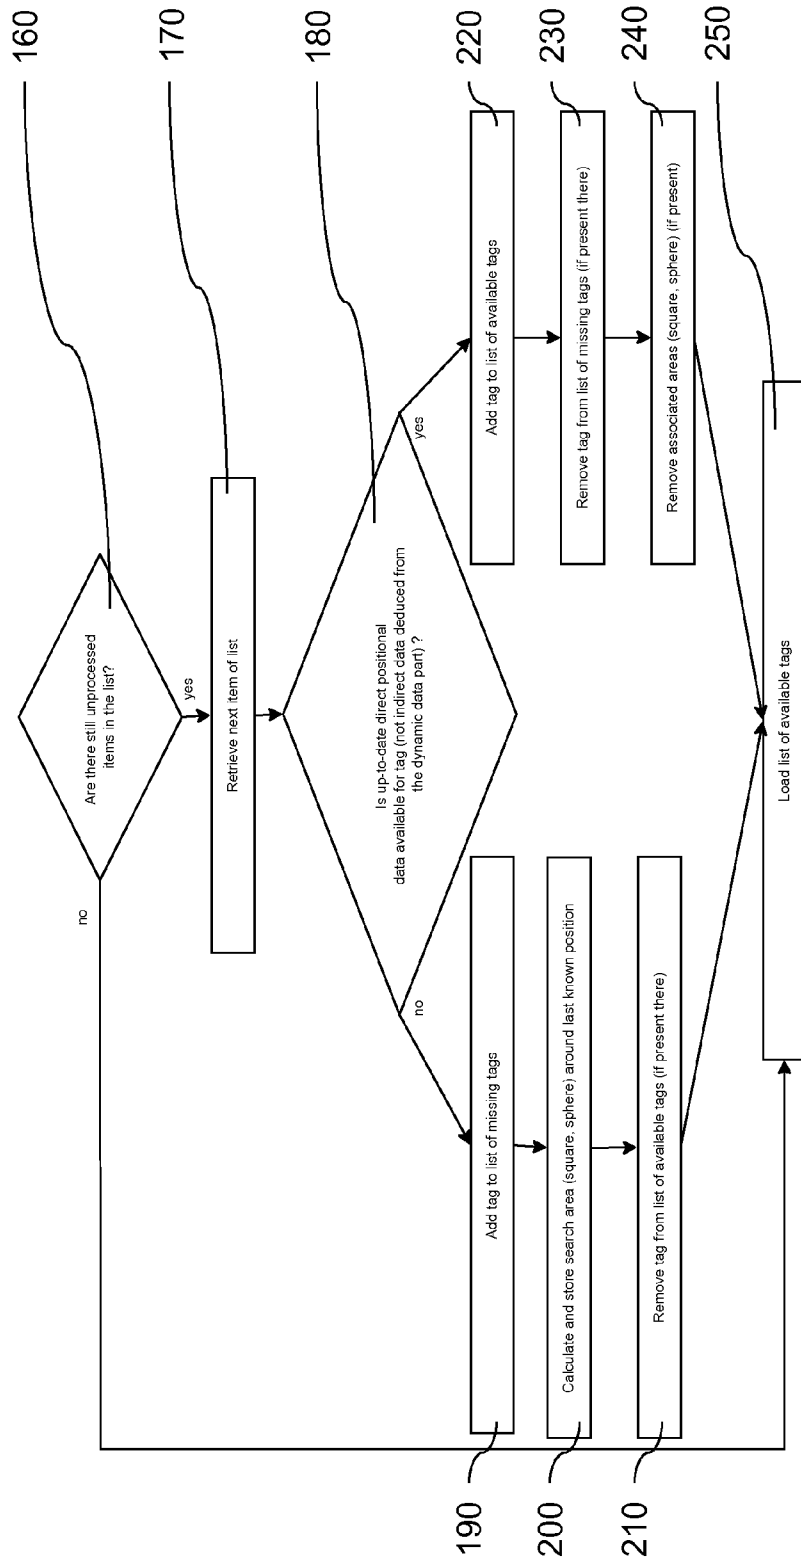 160
Are there still unprocessed
items in the list?
no
yes
170
Retrieve next item of list
180
Is up-to-date direct positional
data available for tag (not indirect data deduced from
the dynamic data part) ?
no
yes
190
Add tag to list of missing tags
200
Calculate and store search area (square, sphere) around last known position
210
Remove tag from list of available tags (if present there)
220
Add tag to list of available tags
230
Remove tag from list of missing tags (if present there)
240
Remove associated areas (square, sphere) (if present)
250
Load list of available tags